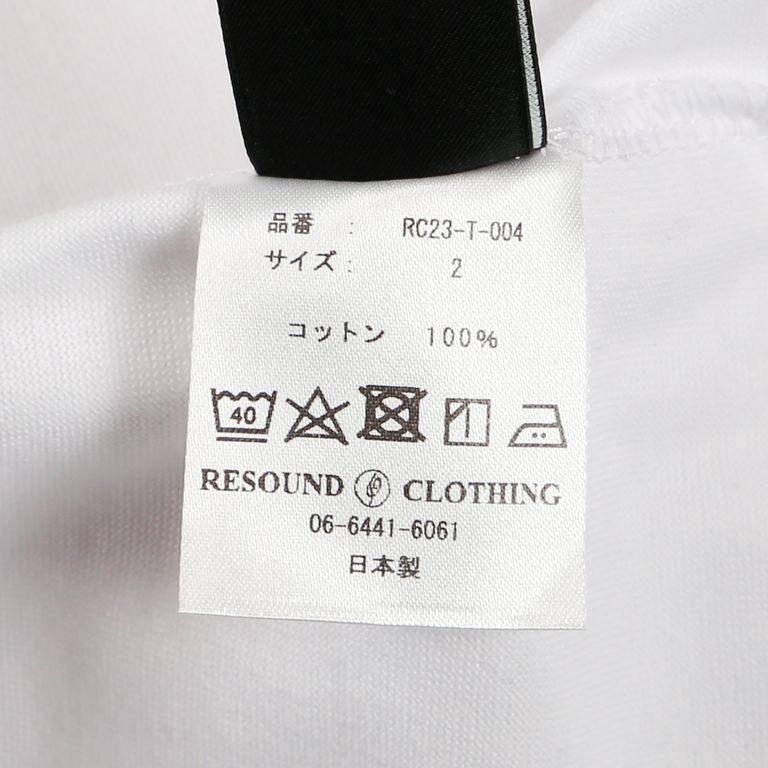 品番 : RC23-T-004
サイズ : 2
コットン 100%
40
RESOUND CLOTHING
06-6441-6061
日本製